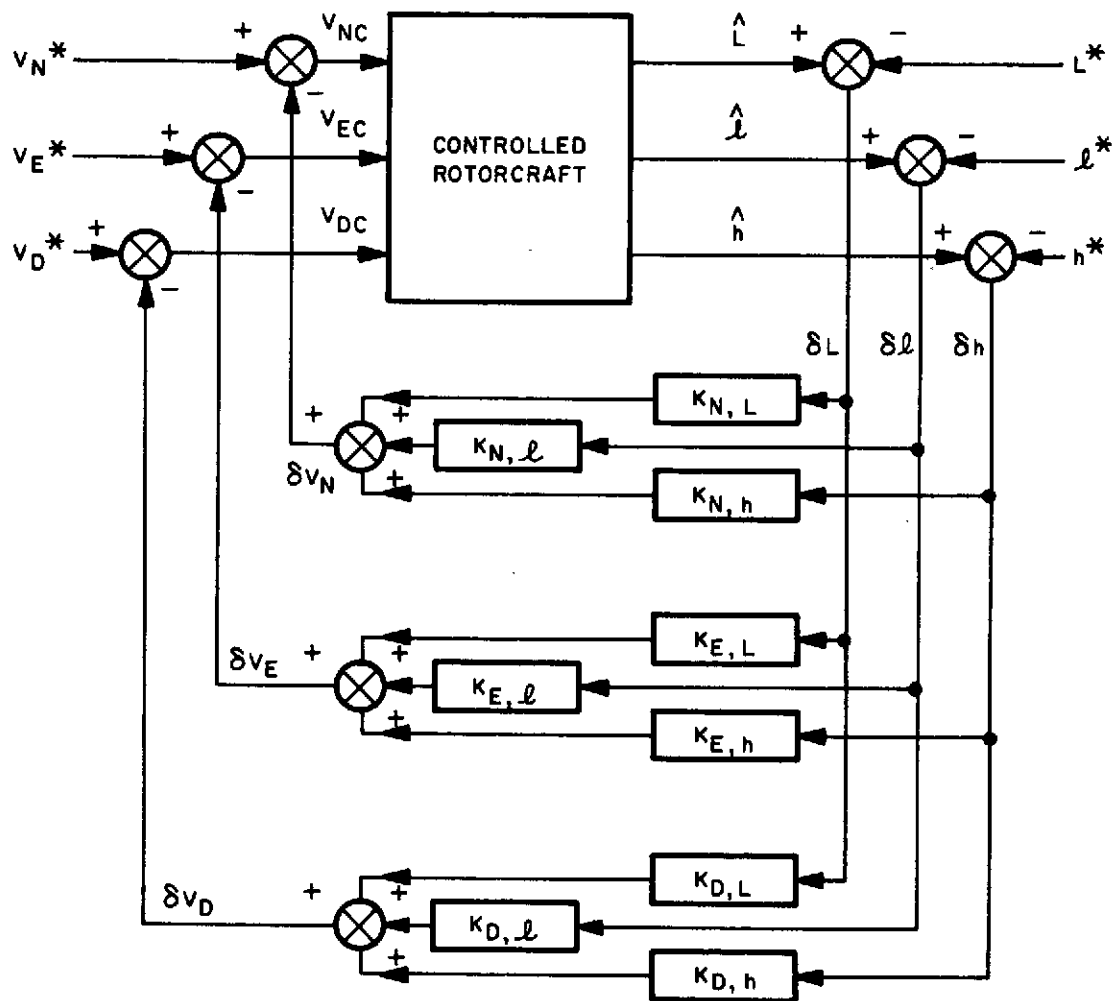 V_N* + V_NC L̂ + - L*
-
V_E* + V_EC CONTROLLED ROTORCRAFT ℓ̂ + - ℓ*
-
V_D* + V_DC ĥ + - h*
-
δL δℓ δh
+ + K_N,L
K_N,ℓ
δV_N + K_N,h
+ + K_E,L
δV_E K_E,ℓ
+ K_E,h
+ + K_D,L
δV_D K_D,ℓ
+ K_D,h